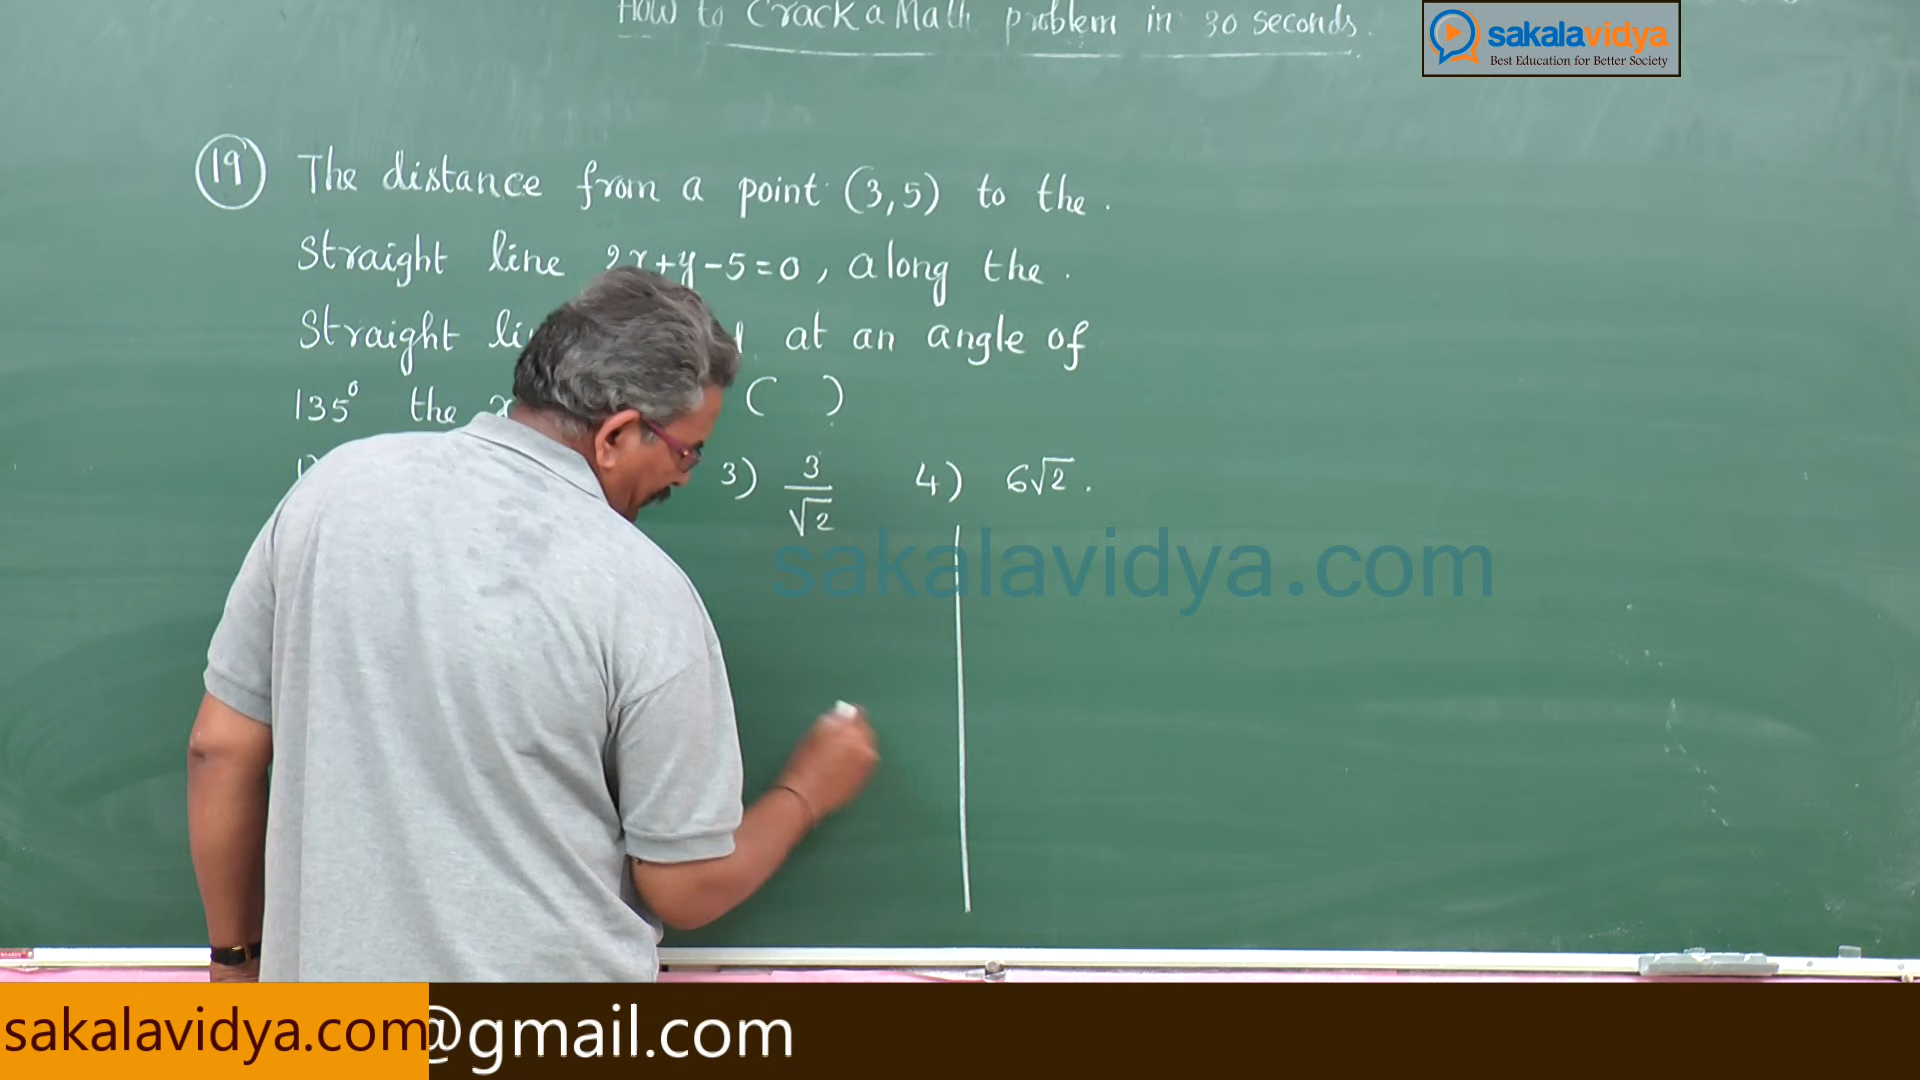 How to Crack a Math problem in 30 seconds.
sakalavidya
Best Education for Better Society
19 The distance from a point (3,5) to the.
Straight line 2x+y-5=0, along the.
Straight at an angle of
135° the ( )
3) 3/√2 4) 6√2.
sakalavidya.com
sakalavidya.com@gmail.com